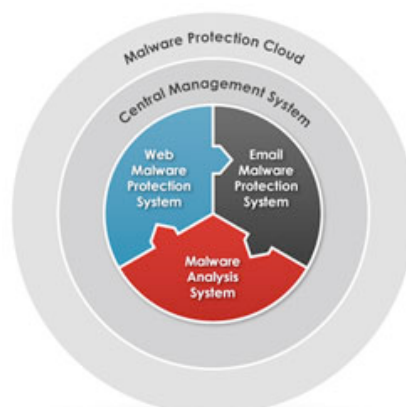 Malware Protection Cloud
Central Management System
Web
Malware
Protection
System
Email
Malware
Protection
System
Malware
Analysis
System